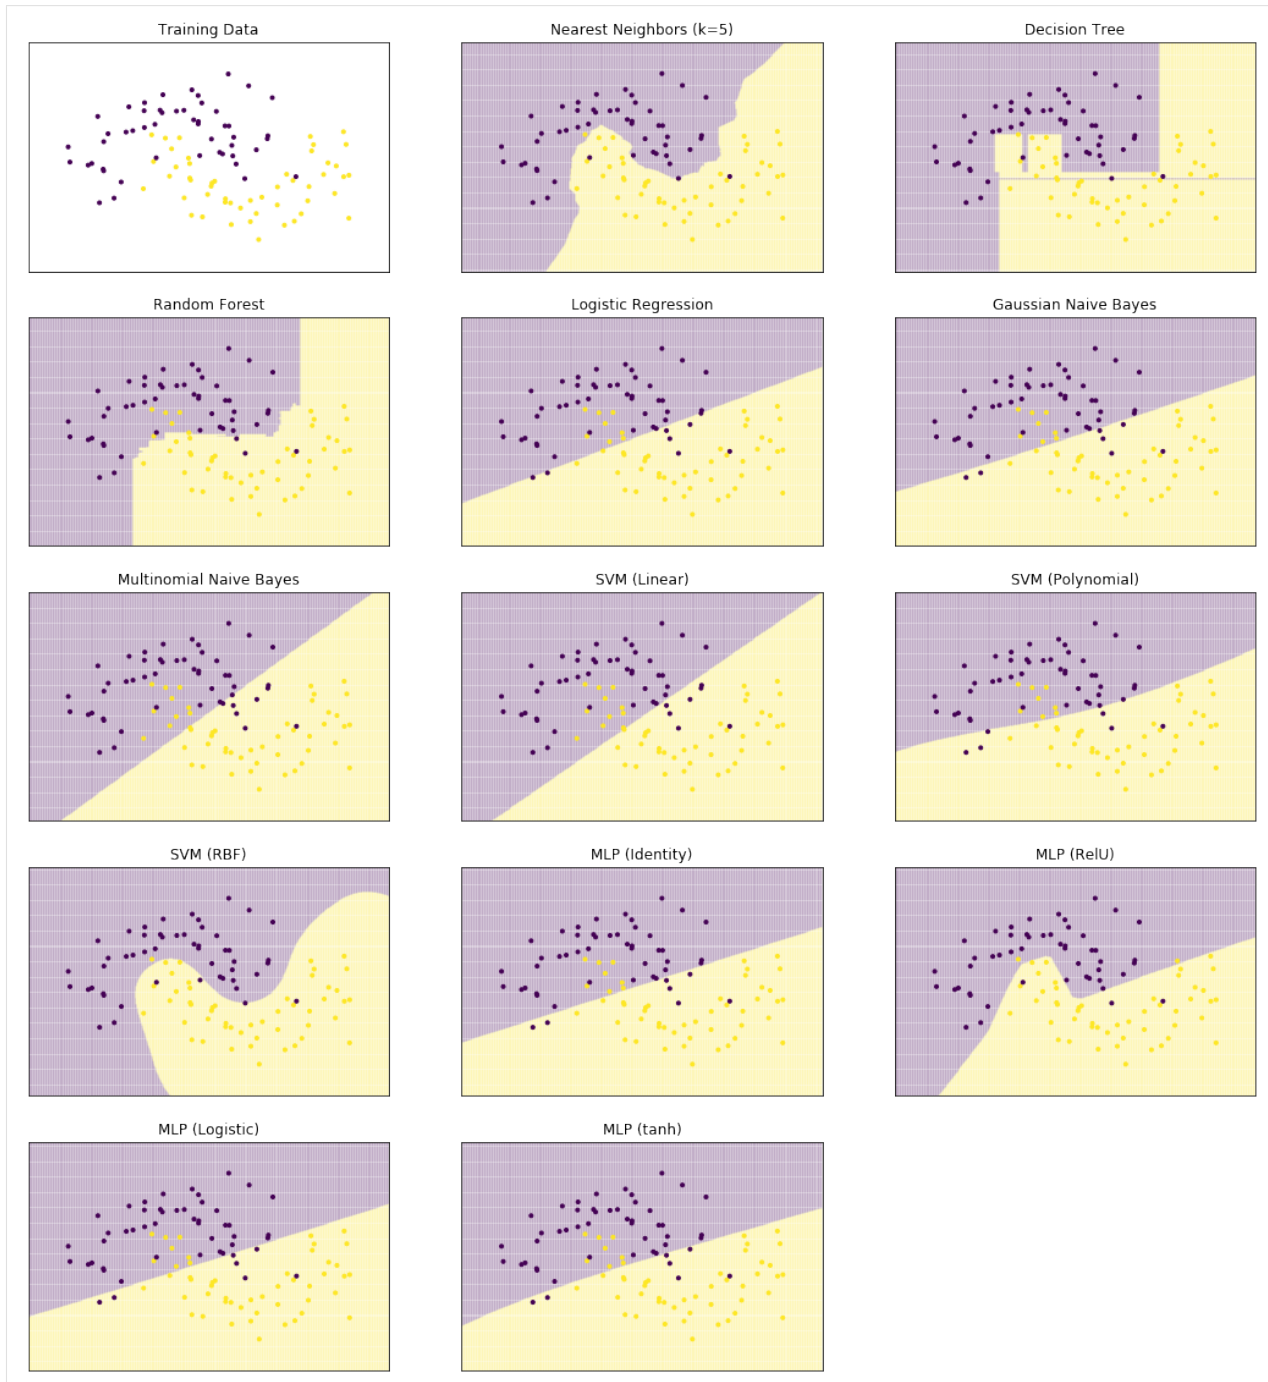 Training Data
Nearest Neighbors (k=5)
Decision Tree
Random Forest
Logistic Regression
Gaussian Naive Bayes
Multinomial Naive Bayes
SVM (Linear)
SVM (Polynomial)
SVM (RBF)
MLP (Identity)
MLP (RelU)
MLP (Logistic)
MLP (tanh)